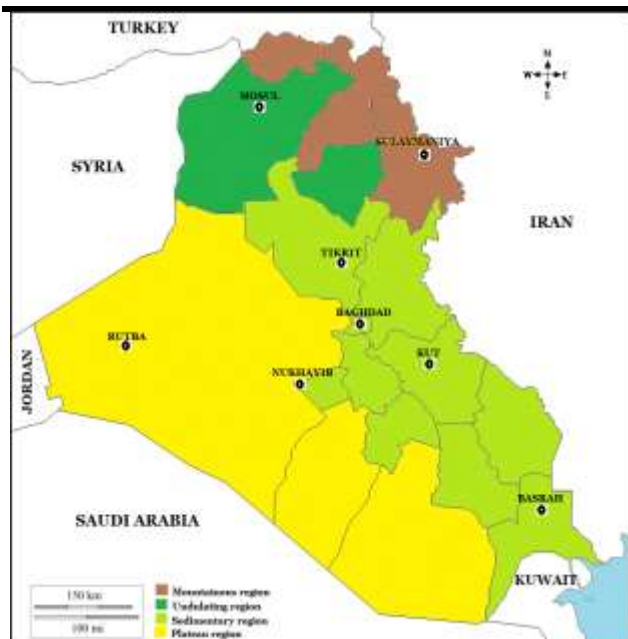 TURKEY
N
W E
S
MOSUL
SULAYMANIYA
SYRIA
IRAN
TIKRIT
BAGHDAD
RUTBA
KUT
NUKHAYIB
JORDAN
BASRAH
SAUDI ARABIA
KUWAIT
150 km
100 mi
Mountainous region
Undulating region
Sedimentary region
Plateau region